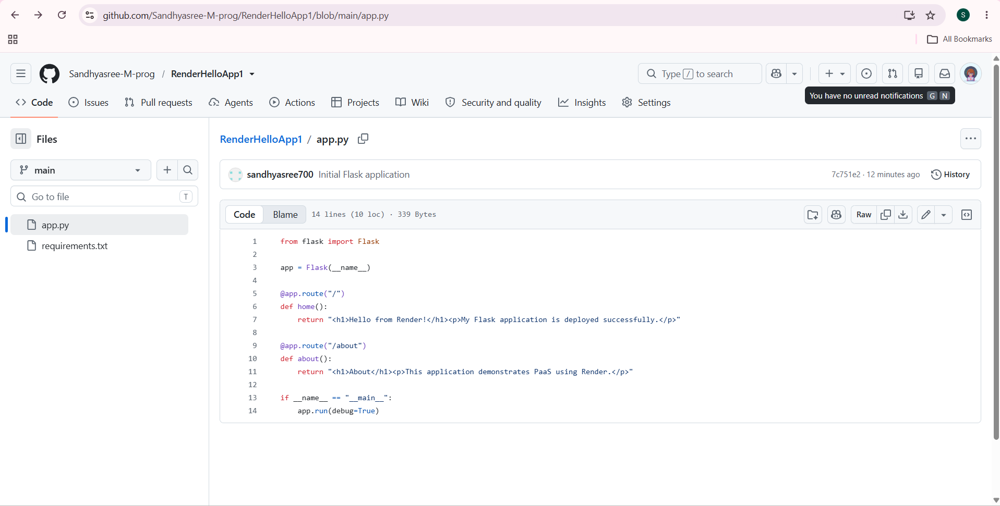 github.com/Sandhyasree-M-prog/RenderHelloApp1/blob/main/app.py
S
All Bookmarks
Sandhyasree-M-prog / RenderHelloApp1
Type / to search
Code Issues Pull requests Agents Actions Projects Wiki Security and quality Insights Settings
You have no unread notifications G N
Files
RenderHelloApp1 / app.py
main
sandhyasree700 Initial Flask application 7c751e2 · 12 minutes ago History
Go to file T
Code Blame 14 lines (10 loc) · 339 Bytes Raw
app.py
requirements.txt
1 from flask import Flask
2
3 app = Flask(__name__)
4
5 @app.route("/")
6 def home():
7     return "<h1>Hello from Render!</h1><p>My Flask application is deployed successfully.</p>"
8
9 @app.route("/about")
10 def about():
11     return "<h1>About</h1><p>This application demonstrates PaaS using Render.</p>"
12
13 if __name__ == "__main__":
14     app.run(debug=True)